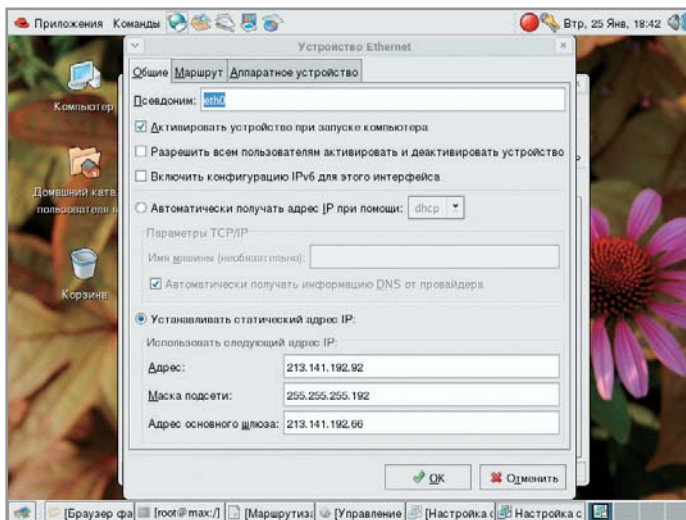 Приложения Команды Втр, 25 Янв, 18:42
Устройство Ethernet
Общие Маршрут Аппаратное устройство
Компьютер
Псевдоним: eth0
Активировать устройство при запуске компьютера
Разрешить всем пользователям активировать и деактивировать устройство
Включить конфигурацию IPv6 для этого интерфейса
Домашний ката
пользователя
Автоматически получать адрес IP при помощи: dhcp
Параметры TCP/IP
Имя машины (необязательно):
Автоматически получать информацию DNS от провайдера
Корзина
Устанавливать статический адрес IP:
Использовать следующий адрес IP:
Адрес: 213.141.192.92
Маска подсети: 255.255.255.192
Адрес основного шлюза: 213.141.192.66
OK Отменить
[Браузер фа [root@max:/] [Маршрутиза [Управление [Настройка с Настройка с